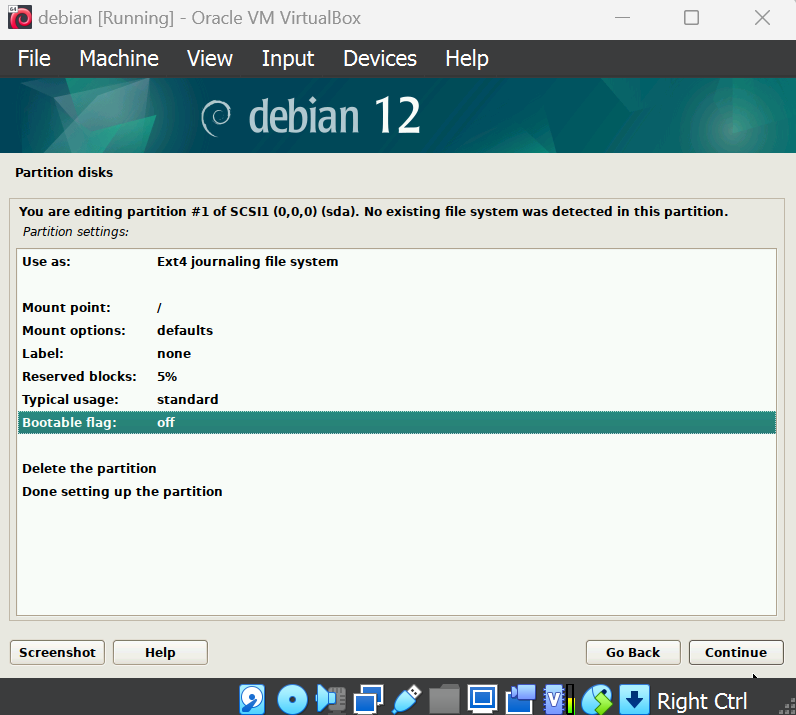 debian [Running] - Oracle VM VirtualBox
File Machine View Input Devices Help
debian 12
Partition disks
You are editing partition #1 of SCSI1 (0,0,0) (sda). No existing file system was detected in this partition.
Partition settings:
Use as: Ext4 journaling file system
Mount point: /
Mount options: defaults
Label: none
Reserved blocks: 5%
Typical usage: standard
Bootable flag: off
Delete the partition
Done setting up the partition
Screenshot Help Go Back Continue
V Right Ctrl